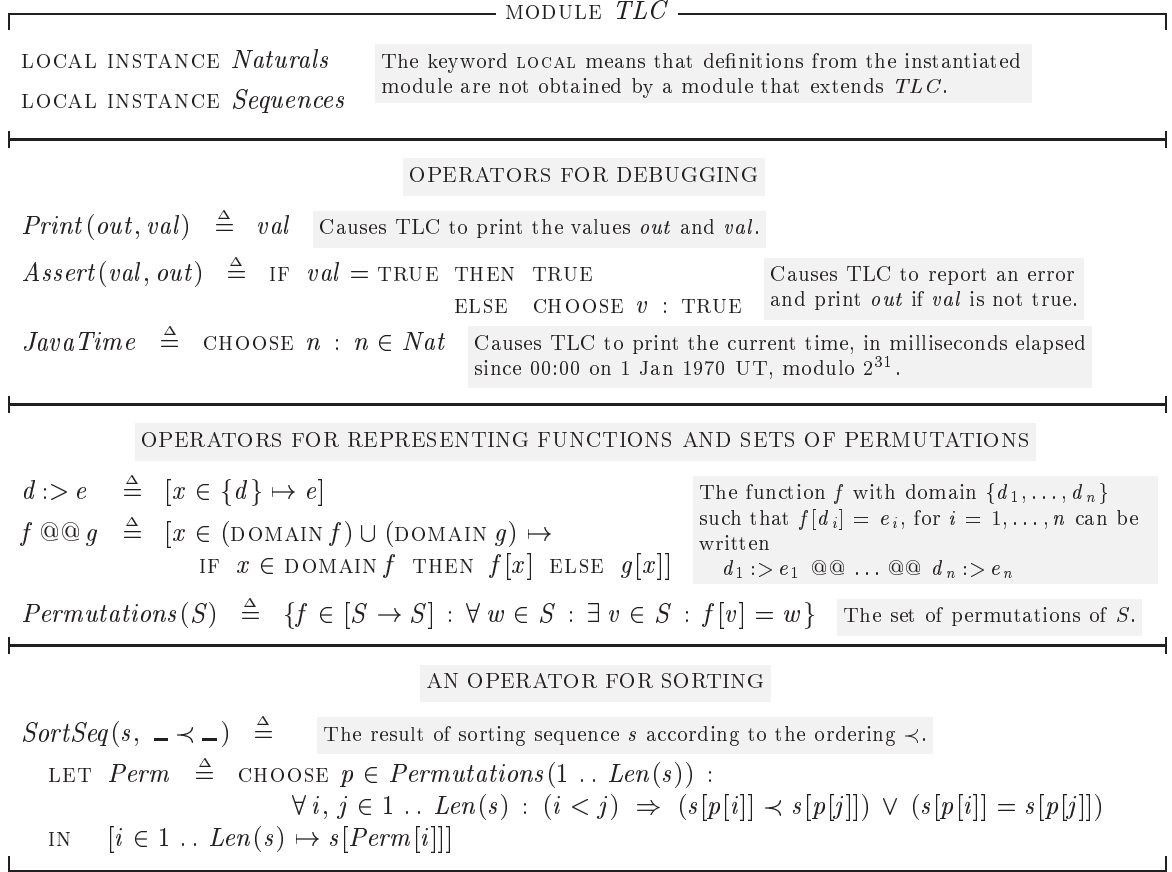 MODULE TLC
LOCAL INSTANCE Naturals
LOCAL INSTANCE Sequences
The keyword LOCAL means that definitions from the instantiated
module are not obtained by a module that extends TLC.
OPERATORS FOR DEBUGGING
Print(out, val) ≜ val Causes TLC to print the values out and val.
Assert(val, out) ≜ IF val = TRUE THEN TRUE
ELSE CHOOSE v : TRUE
Causes TLC to report an error
and print out if val is not true.
JavaTime ≜ CHOOSE n : n ∈ Nat
Causes TLC to print the current time, in milliseconds elapsed
since 00:00 on 1 Jan 1970 UT, modulo 2³¹.
OPERATORS FOR REPRESENTING FUNCTIONS AND SETS OF PERMUTATIONS
d :> e ≜ [x ∈ {d} ↦ e]
f @@ g ≜ [x ∈ (DOMAIN f) ∪ (DOMAIN g) ↦
IF x ∈ DOMAIN f THEN f[x] ELSE g[x]]
The function f with domain {d₁, . . . , dₙ}
such that f[dᵢ] = eᵢ, for i = 1, . . . , n can be
written
d₁ :> e₁ @@ . . . @@ dₙ :> eₙ
Permutations(S) ≜ {f ∈ [S → S] : ∀ w ∈ S : ∃ v ∈ S : f[v] = w} The set of permutations of S.
AN OPERATOR FOR SORTING
SortSeq(s, _ ≺ _) ≜ The result of sorting sequence s according to the ordering ≺.
LET Perm ≜ CHOOSE p ∈ Permutations(1 .. Len(s)) :
∀ i, j ∈ 1 .. Len(s) : (i < j) ⇒ (s[p[i]] ≺ s[p[j]]) ∨ (s[p[i]] = s[p[j]])
IN [i ∈ 1 .. Len(s) ↦ s[Perm[i]]]